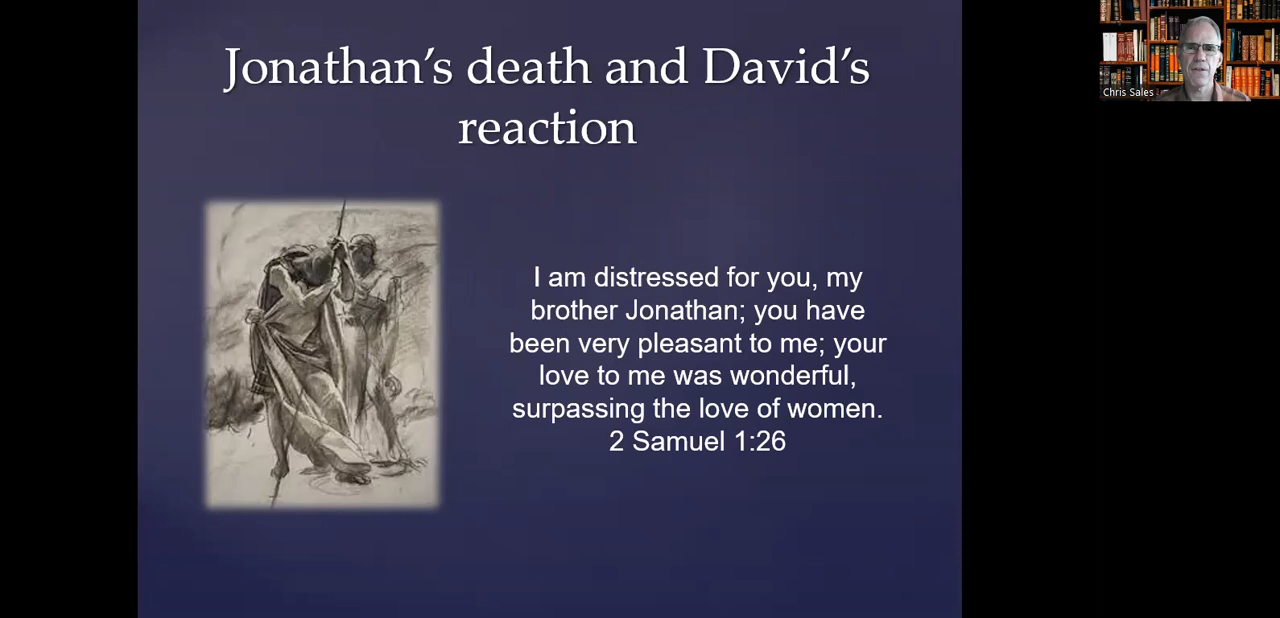 Jonathan’s death and David’s
reaction
I am distressed for you, my
brother Jonathan; you have
been very pleasant to me; your
love to me was wonderful,
surpassing the love of women.
2 Samuel 1:26
Chris Sales